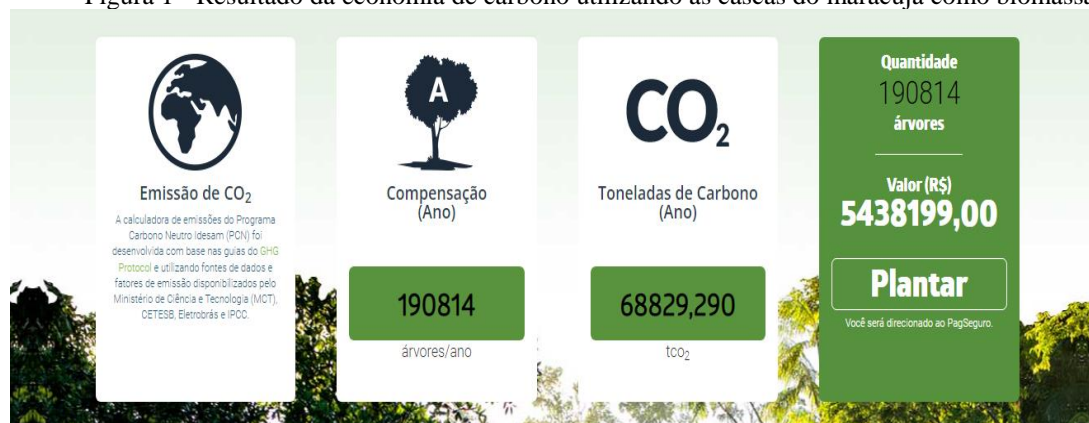 Figura 1 - Resultado da economia de carbono utilizando as cascas do maracujá como biomassa
Emissão de CO₂
A calculadora de emissões do Programa
Carbono Neutro Idesam (PCN) foi
desenvolvida com base nas guias do GHG
Protocol e utilizando fontes de dados e
fatores de emissão disponibilizados pelo
Ministério de Ciência e Tecnologia (MCT),
CETESB, Eletrobrás e IPCC.
A
Compensação
(Ano)
190814
árvores/ano
CO₂
Toneladas de Carbono
(Ano)
68829,290
tco₂
Quantidade
190814
árvores
Valor (R$)
5438199,00
Plantar
Você será direcionado ao PagSeguro.